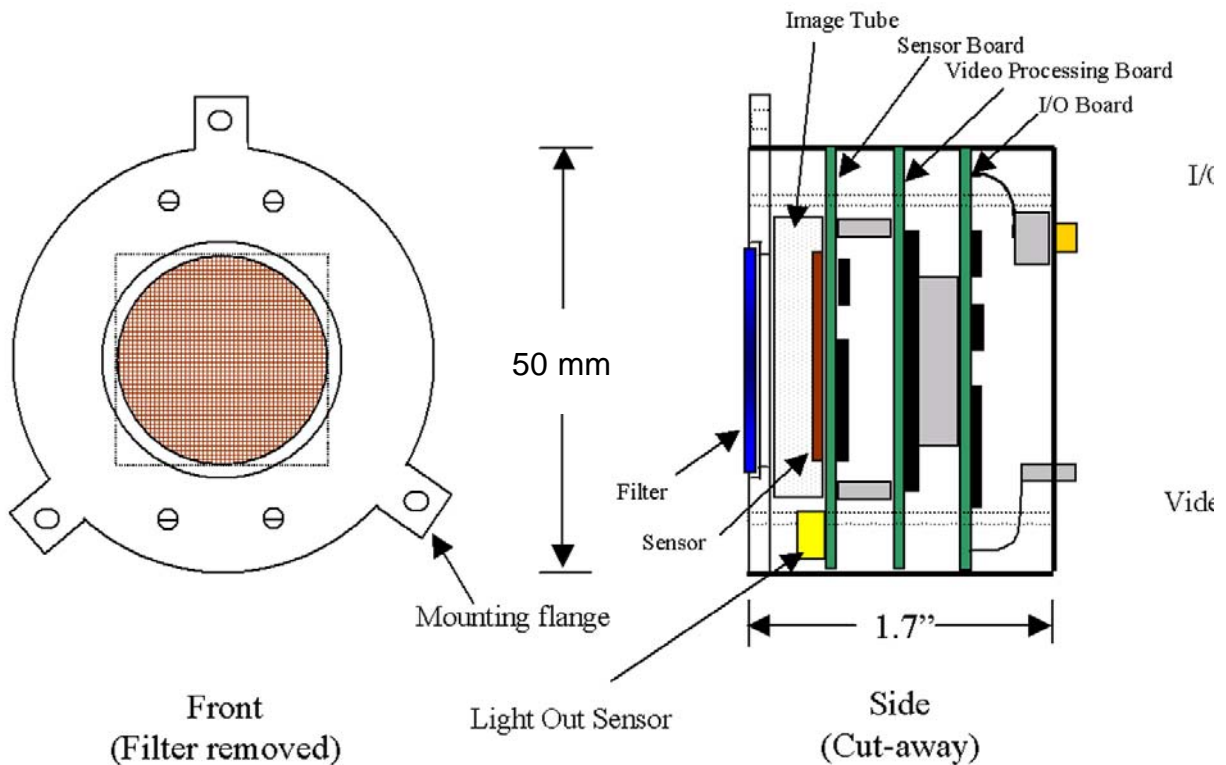 Image Tube
Sensor Board
Video Processing Board
I/O Board
50 mm
Filter
Sensor
Mounting flange
1.7”
Light Out Sensor
Front
(Filter removed)
Side
(Cut-away)